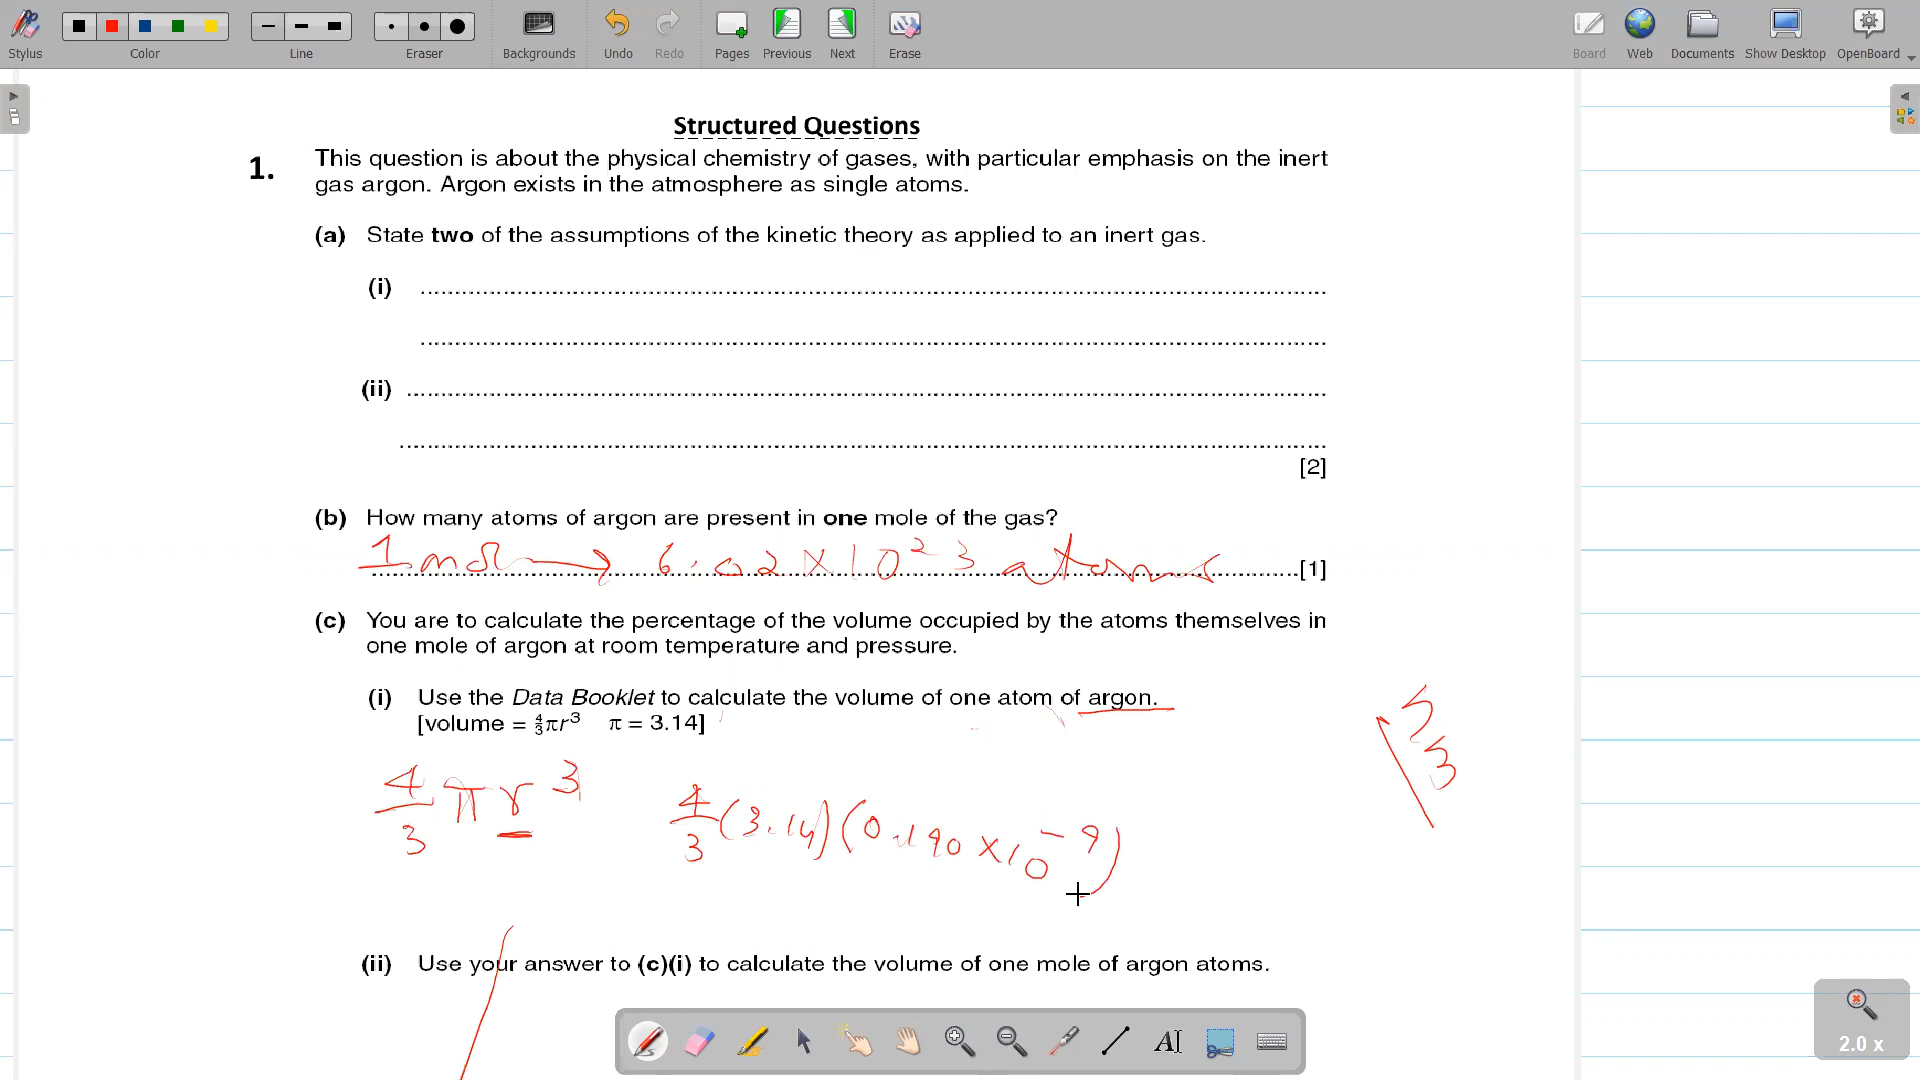 Stylus Color Line Eraser Backgrounds Undo Redo Pages Previous Next Erase Board Web Documents Show Desktop OpenBoard
Structured Questions
1. This question is about the physical chemistry of gases, with particular emphasis on the inert
gas argon. Argon exists in the atmosphere as single atoms.
(a) State two of the assumptions of the kinetic theory as applied to an inert gas.
(i) ........................................................................
........................................................................
(ii) ........................................................................
........................................................................
[2]
(b) How many atoms of argon are present in one mole of the gas?
1 mol → 6.02 × 10²³ atoms [1]
(c) You are to calculate the percentage of the volume occupied by the atoms themselves in
one mole of argon at room temperature and pressure.
(i) Use the Data Booklet to calculate the volume of one atom of argon.
[volume = 4/3πr³ π = 3.14]
4/3 π r³ 4/3 (3.14) (0.190 × 10⁻⁹)
(ii) Use your answer to (c)(i) to calculate the volume of one mole of argon atoms.
2.0 x